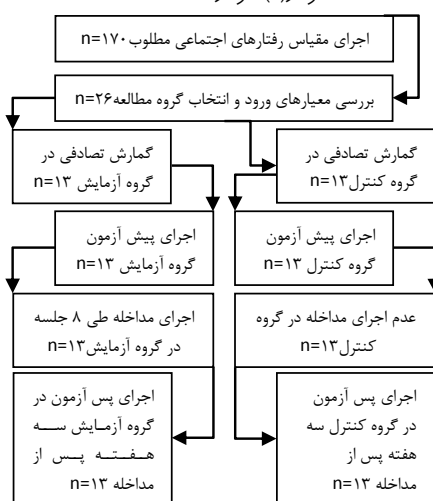 اجرای مقیاس رفتارهای اجتماعی مطلوب n=۱۷۰
بررسی معیارهای ورود و انتخاب گروه مطالعه n=۲۶
گمارش تصادفی در
گروه کنترل n=۱۳
گمارش تصادفی در
گروه آزمایش n=۱۳
اجرای پیش آزمون
گروه کنترل n=۱۳
اجرای پیش آزمون
گروه آزمایش n=۱۳
عدم اجرای مداخله در گروه
کنترل n=۱۳
اجرای مداخله طی ۸ جلسه
در گروه آزمایش n=۱۳
اجرای پس آزمون
در گروه کنترل سه
هفته پس از
مداخله n=۱۳
اجرای پس آزمون در
گروه آزمایش سه
هفته پس از
مداخله n=۱۳